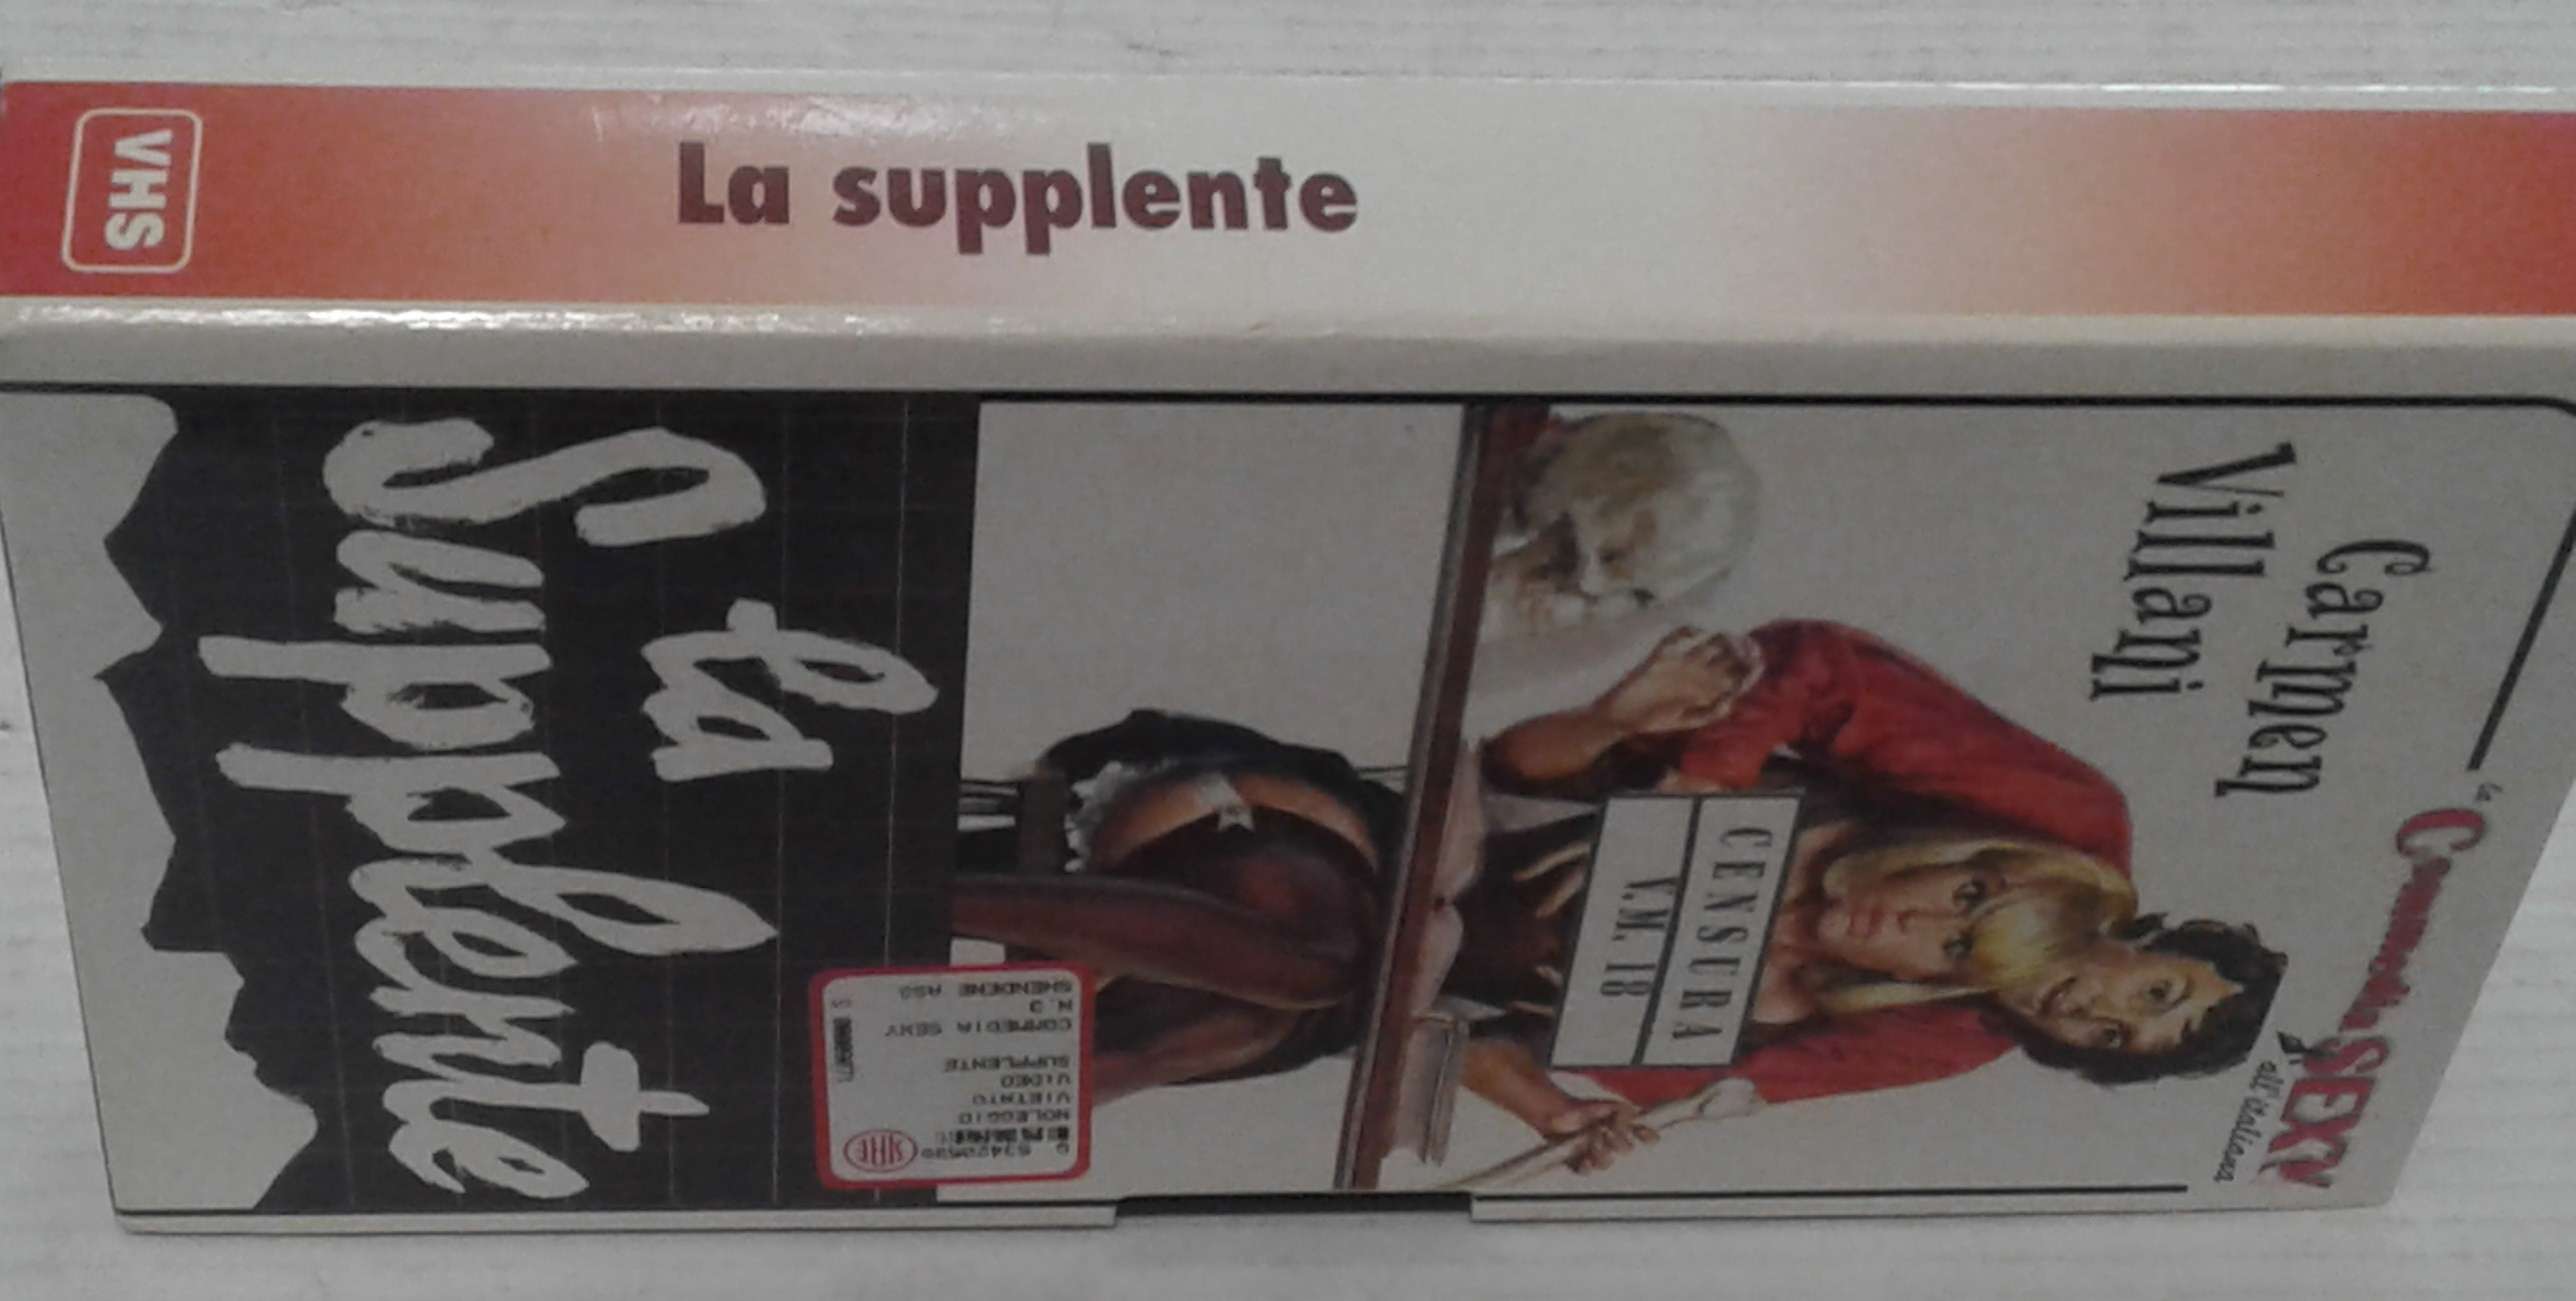 VHS
La supplente
Carmen
Villani
la Commedia SEXY
all'italiana
CENSURA
V.M. 18
la
Supplente
SIAE
NOLEGGIO
VIETATO
VIDEO
SUPPLENTE
COMMEDIA SEXY
N.3